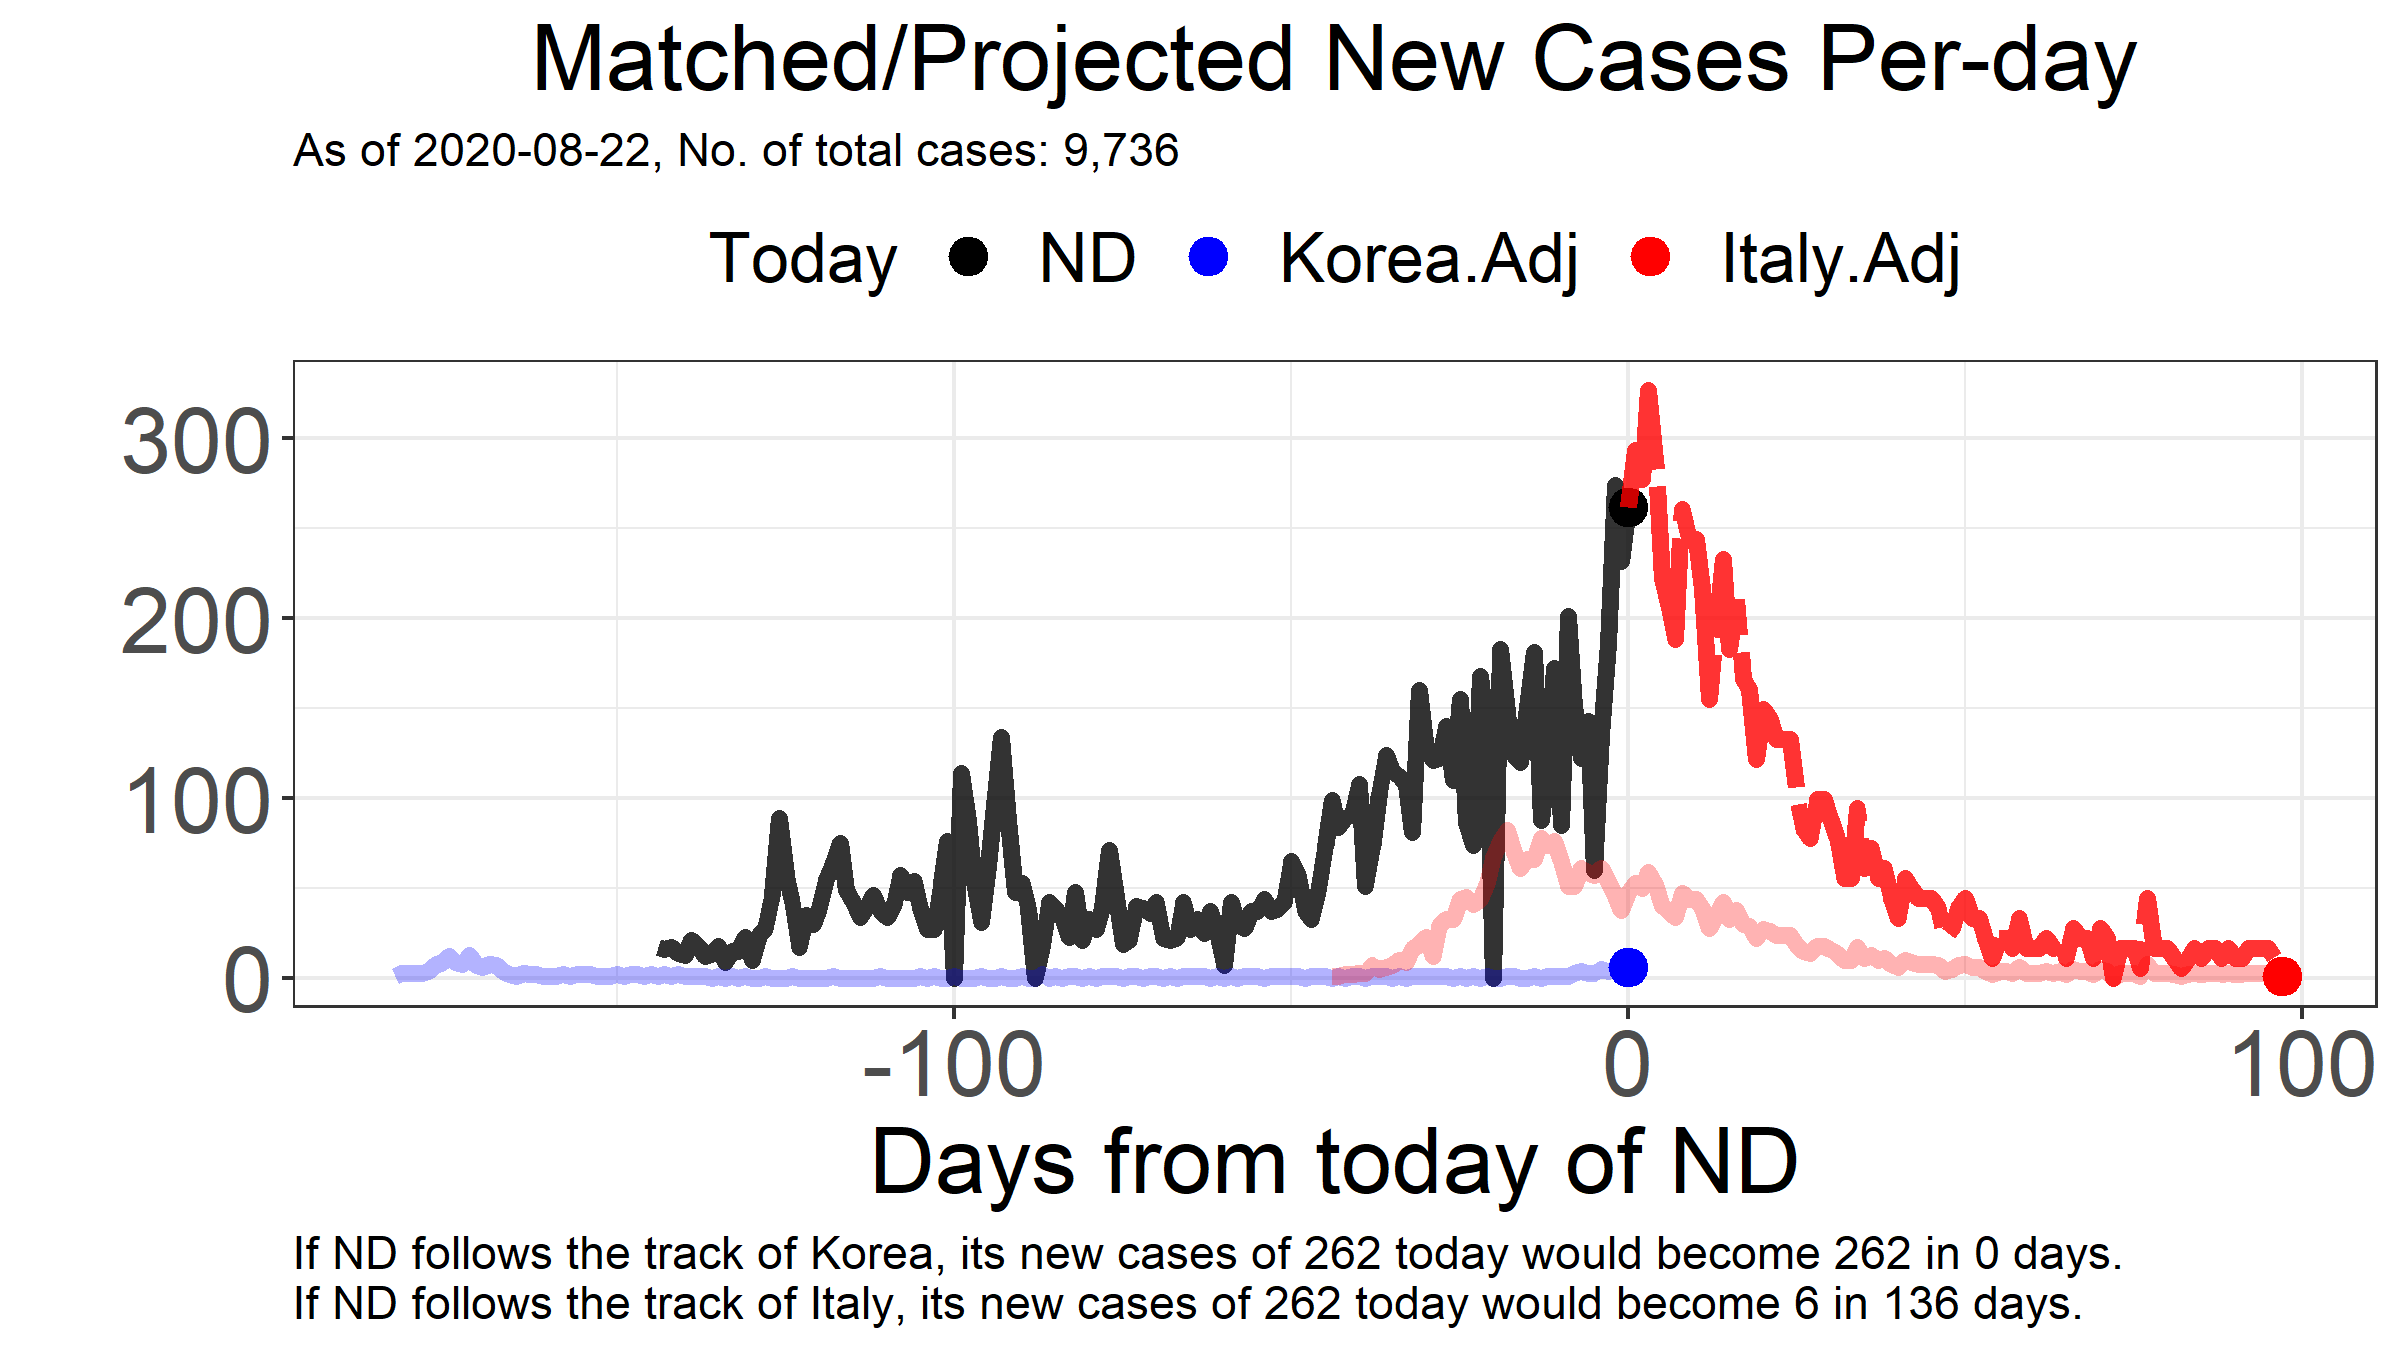 Matched/Projected New Cases Per-day
As of 2020-08-22, No. of total cases: 9,736
Today ND Korea.Adj Italy.Adj
300
200
100
0
-100 0 100
Days from today of ND
If ND follows the track of Korea, its new cases of 262 today would become 262 in 0 days.
If ND follows the track of Italy, its new cases of 262 today would become 6 in 136 days.